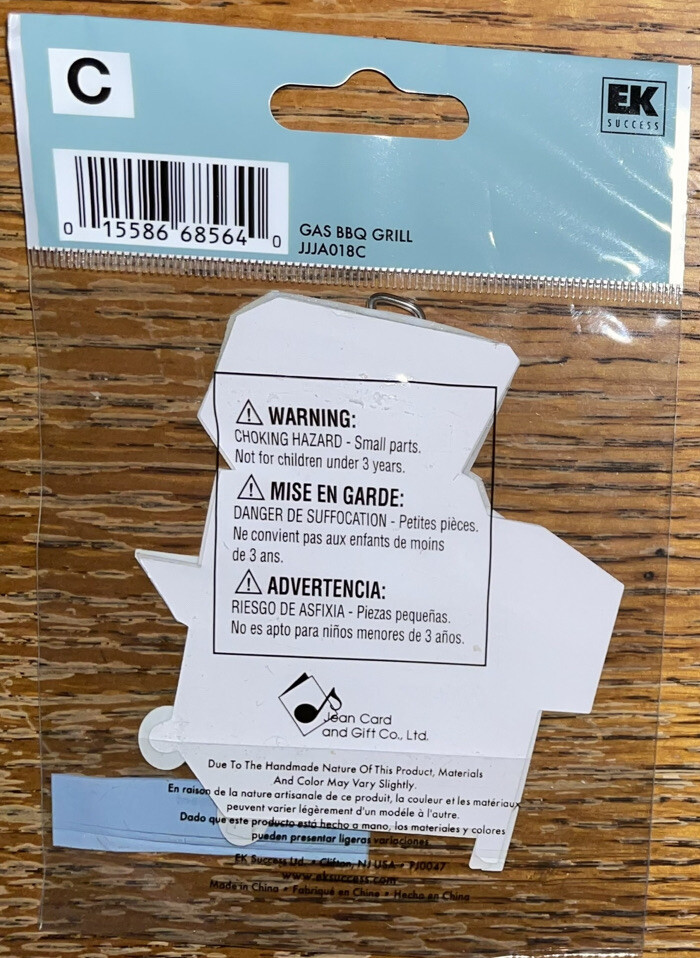 C
EK
SUCCESS
0 15586 68564 0
GAS BBQ GRILL
JJJA018C
WARNING:
CHOKING HAZARD - Small parts.
Not for children under 3 years.
MISE EN GARDE:
DANGER DE SUFFOCATION - Petites pièces.
Ne convient pas aux enfants de moins
de 3 ans.
ADVERTENCIA:
RIESGO DE ASFIXIA - Piezas pequeñas.
No es apto para niños menores de 3 años.
Jean Card
and Gift Co., Ltd.
Due To The Handmade Nature Of This Product, Materials
And Color May Vary Slightly.
En raison de la nature artisanale de ce produit, la couleur et les matériaux
peuvent varier légèrement d'un modéle à l'autre.
Dado que este producto está hecho a mano, los materiales y colores
pueden presentar ligeras variaciones.
EK Success Ltd. • Clifton, NJ USA • PJ0047
www.eksuccess.com
Made in China • Fabriqué en Chine • Hecho en China